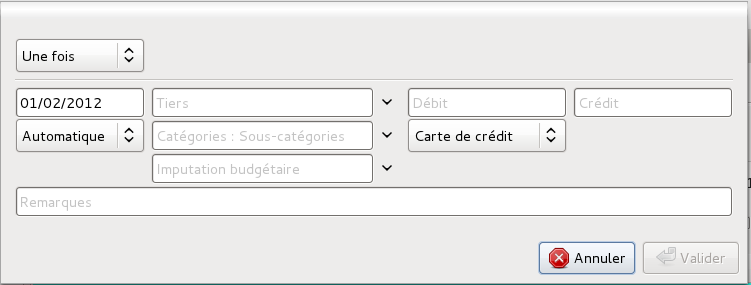 Une fois
01/02/2012 Tiers Débit Crédit
Automatique Catégories : Sous-catégories Carte de crédit
Imputation budgétaire
Remarques
Annuler Valider